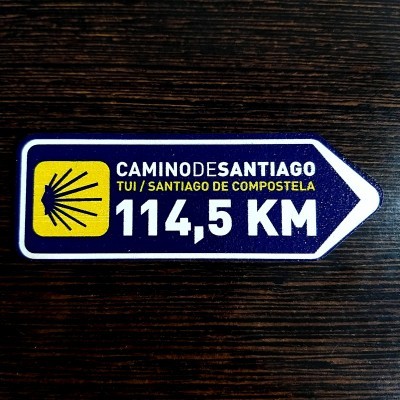 CAMINODESANTIAGO
TUI / SANTIAGO DE COMPOSTELA
114,5 KM